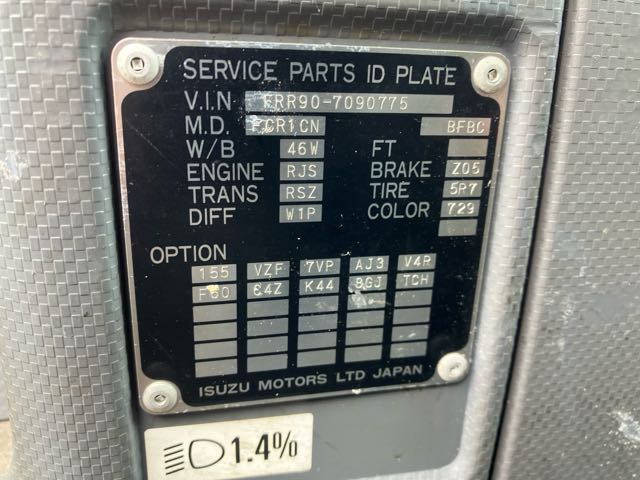 SERVICE PARTS ID PLATE
V.I.N FRR90-7090775
M.D. FCR1CN BFBC
W/B 46W FT
ENGINE RJS BRAKE Z05
TRANS RSZ TIRE 5R7
DIFF W1P COLOR 729
OPTION
155 VZF 7VP AJ3 V4R
F60 64Z K44 8GJ TCH
ISUZU MOTORS LTD JAPAN
1.4%